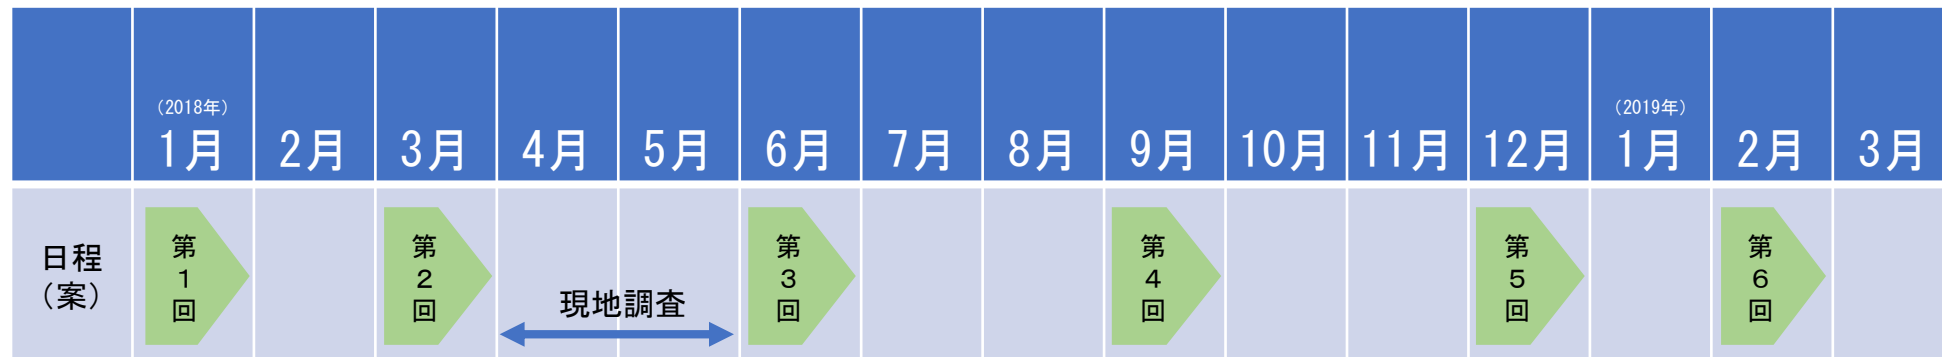 （2018年）
（2019年）
1月
2月
3月
4月
5月
6月
7月
8月
9月
10月
11月
12月
1月
2月
3月
日程
（案）
第
１
回
第
２
回
現地調査
第
３
回
第
４
回
第
５
回
第
６
回